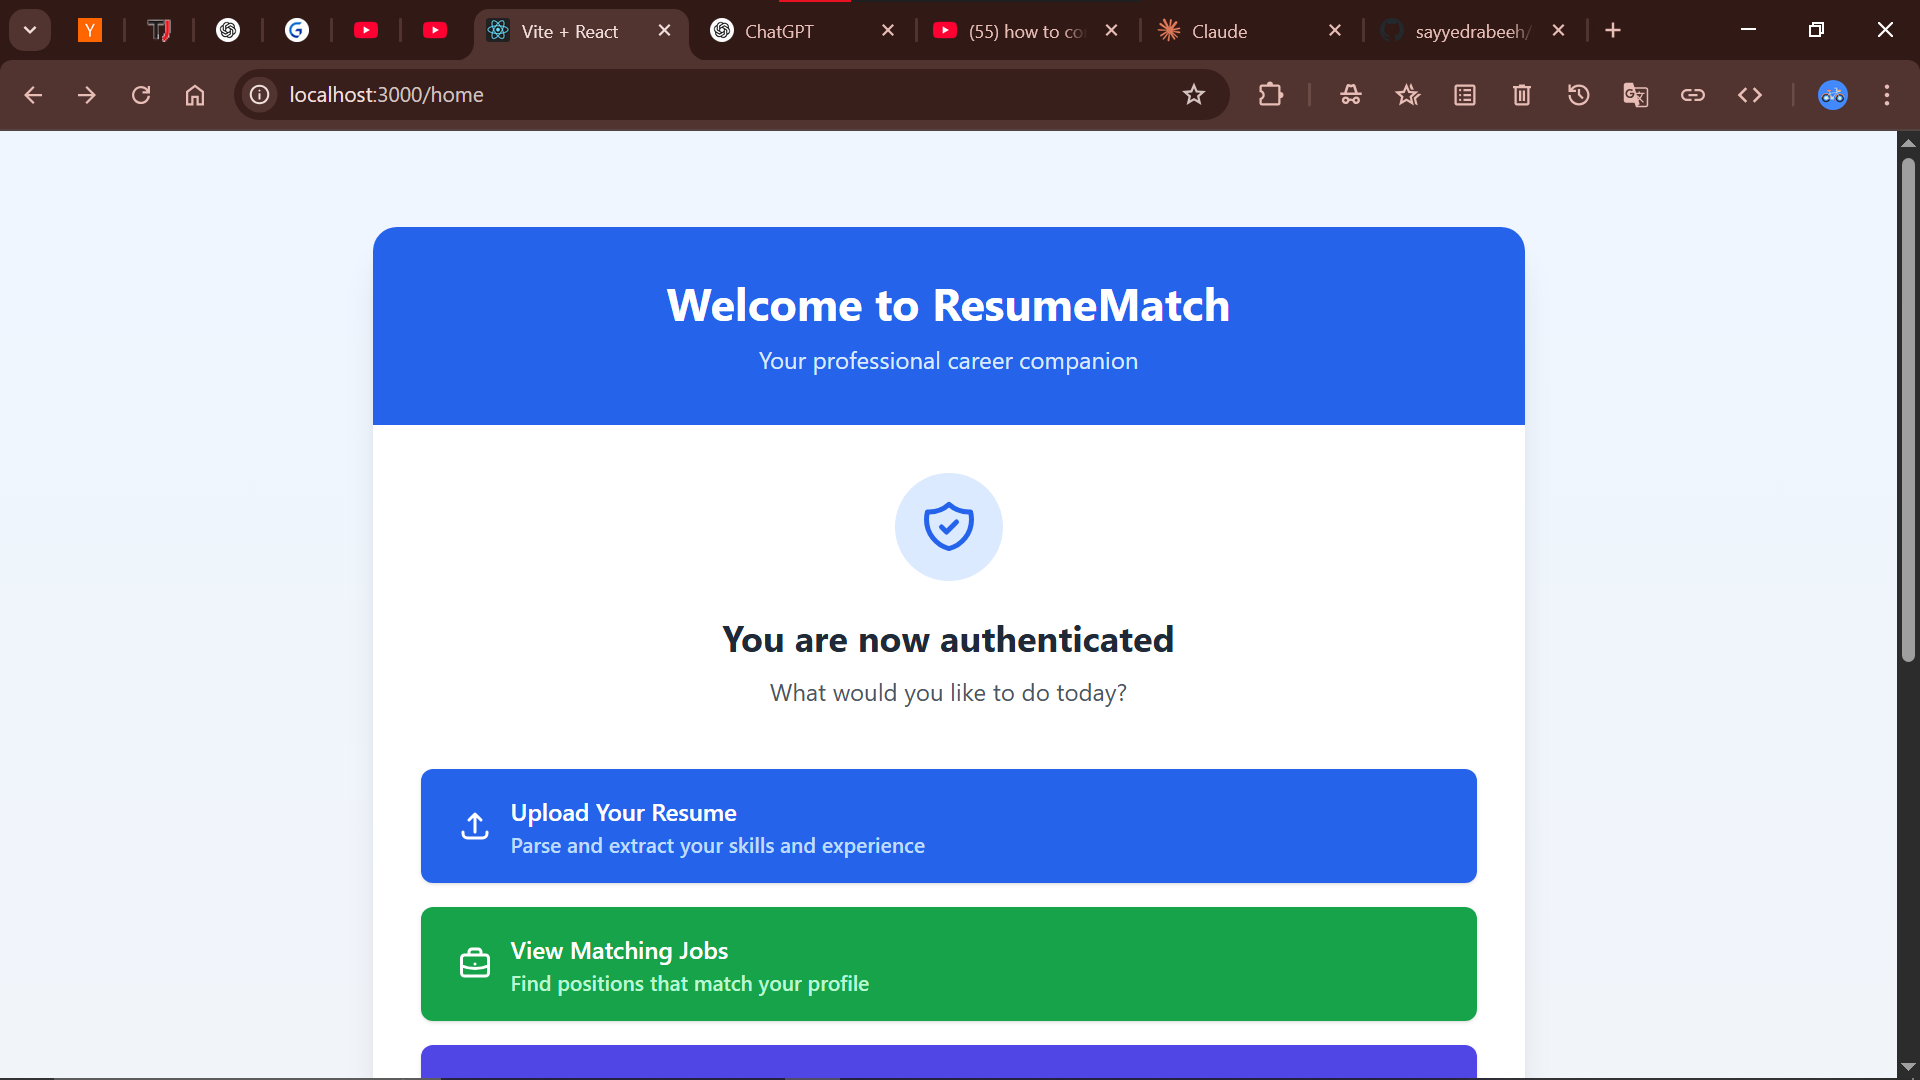 Y
Vite + React
ChatGPT
(55) how to co
Claude
sayyedrabeeh/
localhost:3000/home
Welcome to ResumeMatch
Your professional career companion
You are now authenticated
What would you like to do today?
Upload Your Resume
Parse and extract your skills and experience
View Matching Jobs
Find positions that match your profile